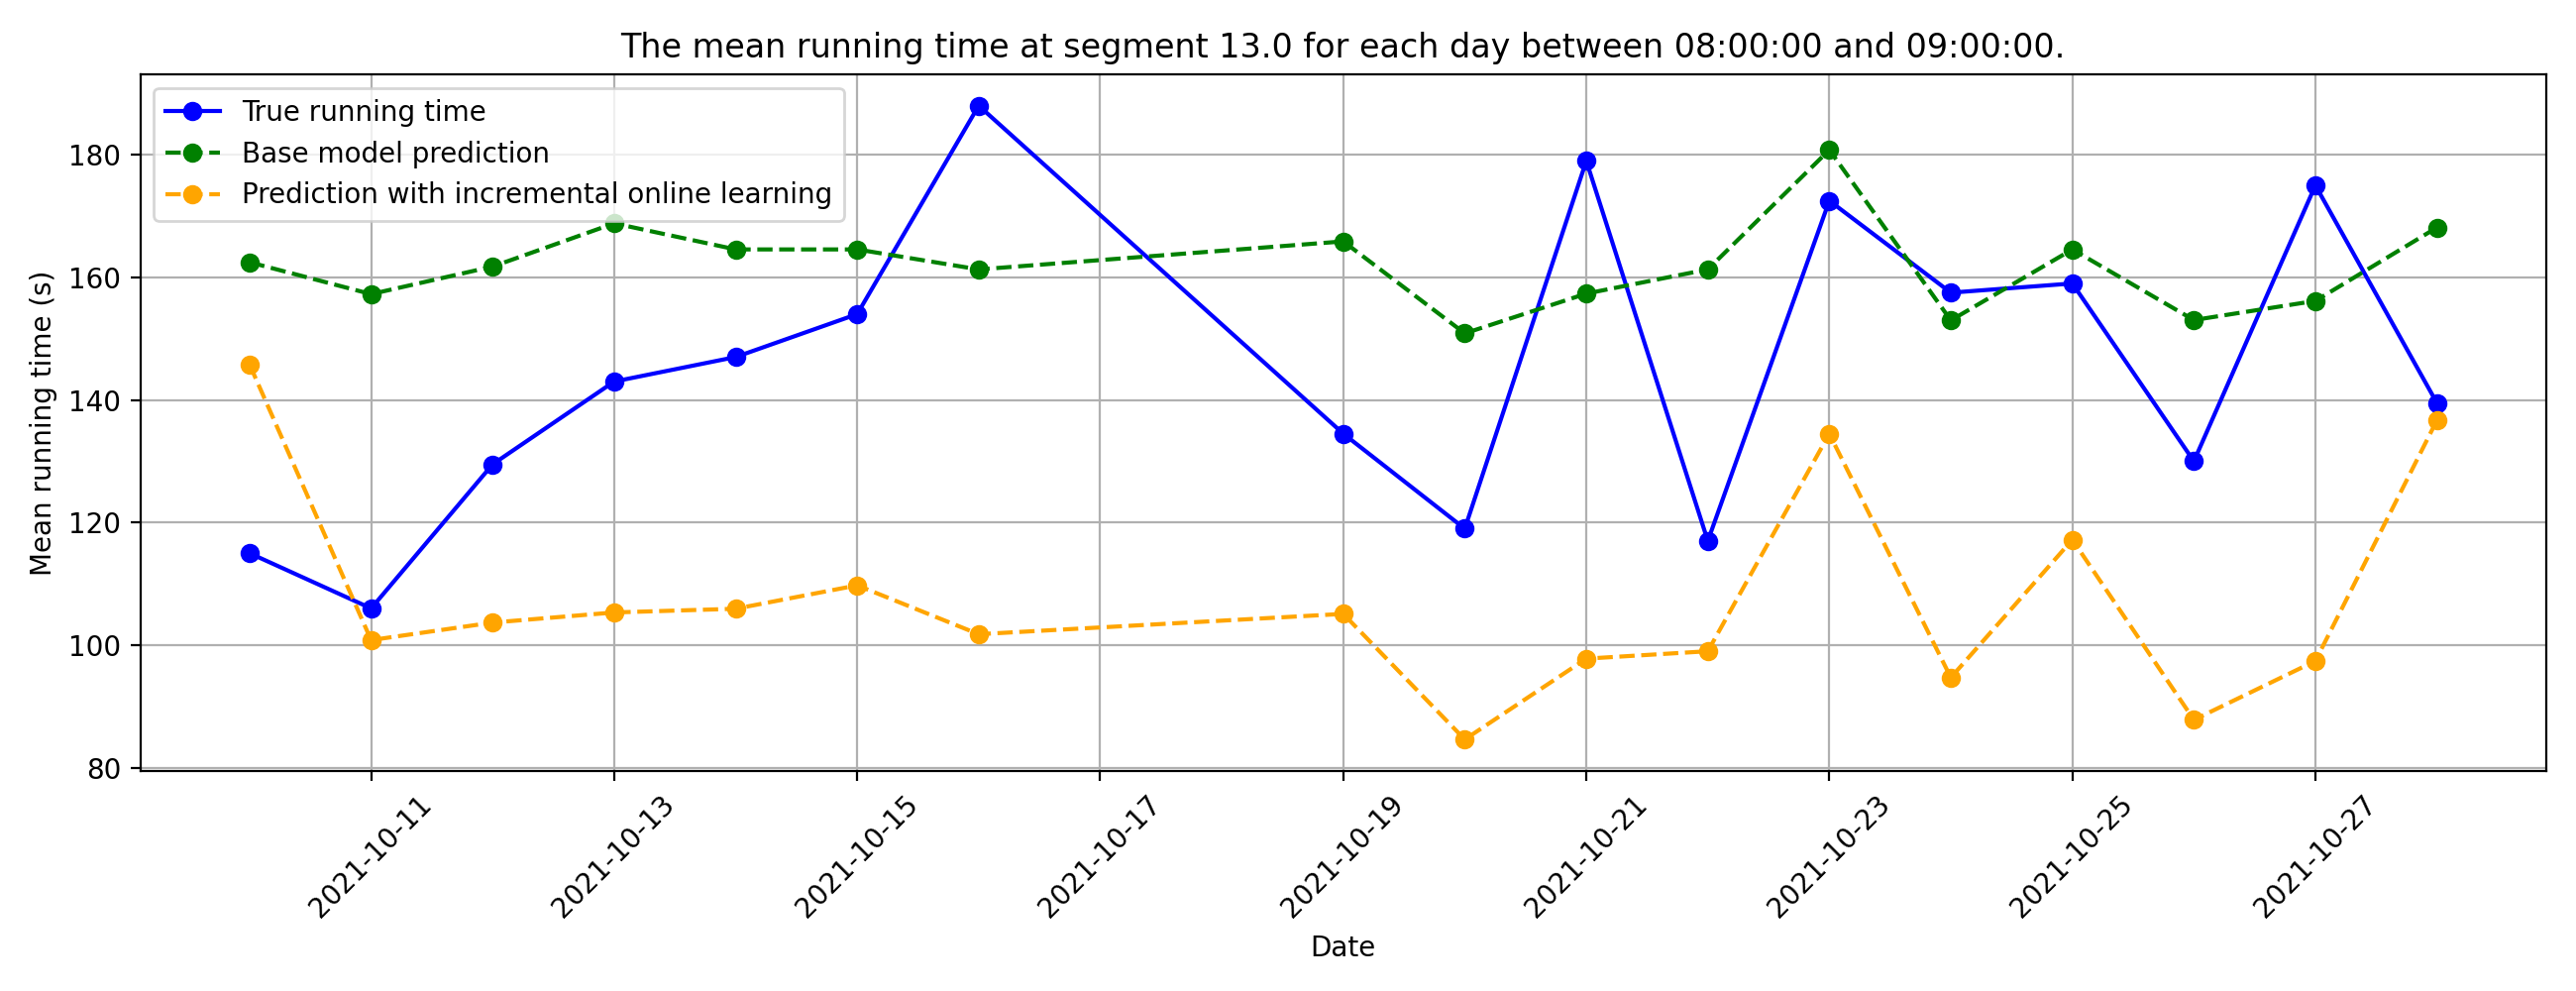 The mean running time at segment 13.0 for each day between 08:00:00 and 09:00:00.
True running time
Base model prediction
Prediction with incremental online learning
Mean running time (s)
180
160
140
120
100
80
2021-10-11
2021-10-13
2021-10-15
2021-10-17
2021-10-19
2021-10-21
2021-10-23
2021-10-25
2021-10-27
Date